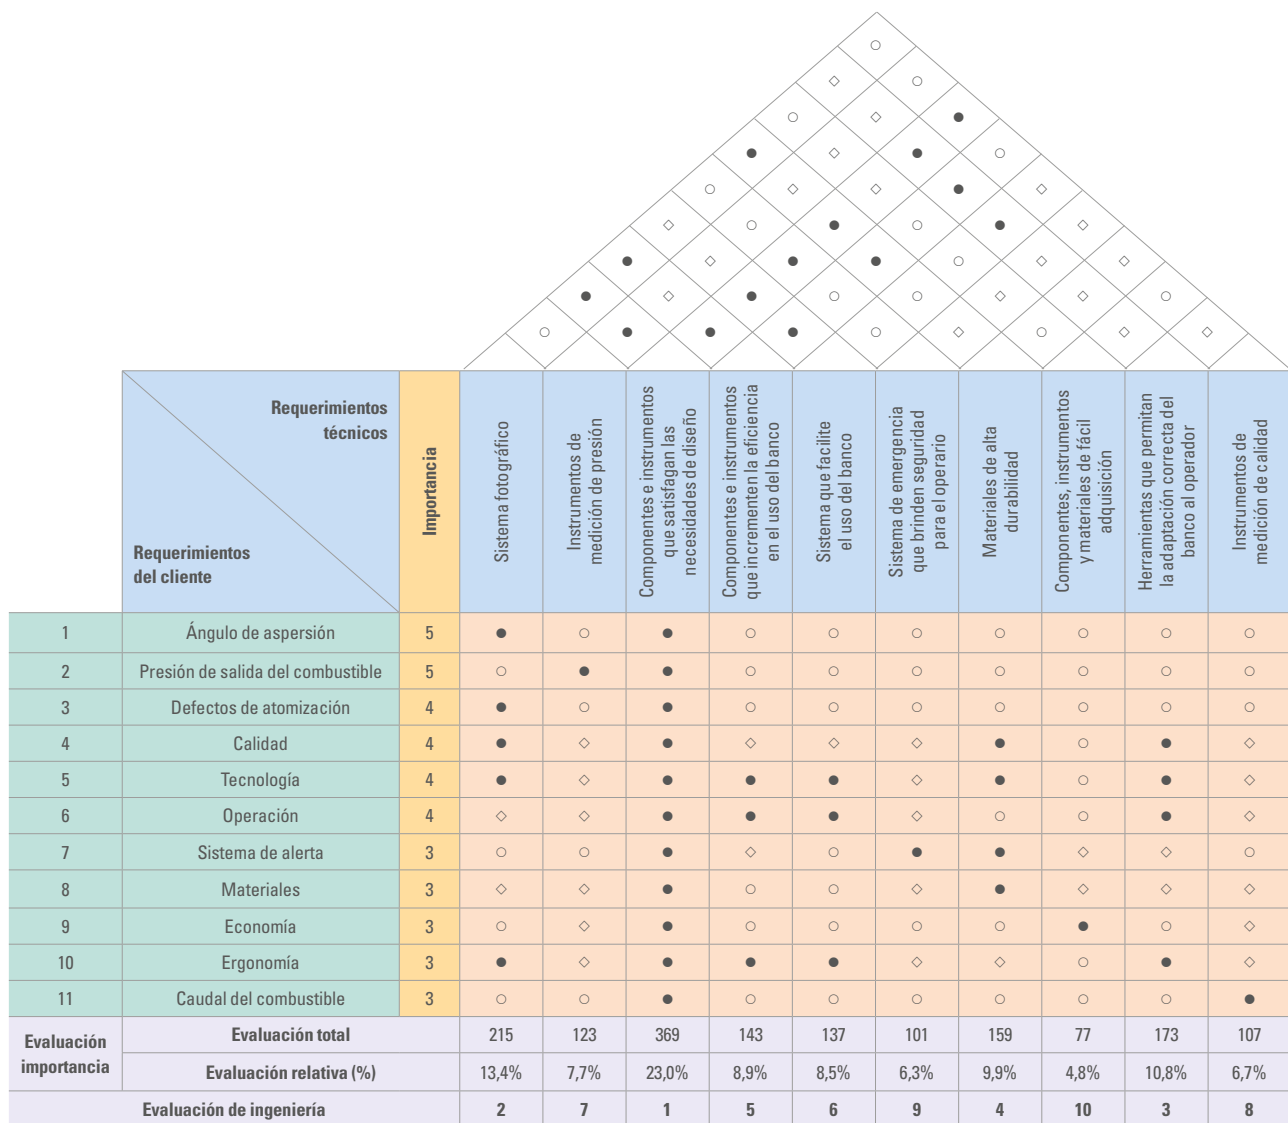 Requerimientos
técnicos
Requerimientos
del cliente
Importancia
Sistema fotográfico
Instrumentos de
medición de presión
Componentes e instrumentos
que satisfagan las
necesidades de diseño
Componentes e instrumentos
que incrementen la eficiencia
en el uso del banco
Sistema que facilite
el uso del banco
Sistema de emergencia
que brinden seguridad
para el operario
Materiales de alta
durabilidad
Componentes, instrumentos
y materiales de fácil
adquisición
Herramientas que permitan
la adaptación correcta del
banco al operador
Instrumentos de
medición de calidad
1 Ángulo de aspersión 5
2 Presión de salida del combustible 5
3 Defectos de atomización 4
4 Calidad 4
5 Tecnología 4
6 Operación 4
7 Sistema de alerta 3
8 Materiales 3
9 Economía 3
10 Ergonomía 3
11 Caudal del combustible 3
Evaluación
importancia
Evaluación total 215 123 369 143 137 101 159 77 173 107
Evaluación relativa (%) 13,4% 7,7% 23,0% 8,9% 8,5% 6,3% 9,9% 4,8% 10,8% 6,7%
Evaluación de ingeniería 2 7 1 5 6 9 4 10 3 8